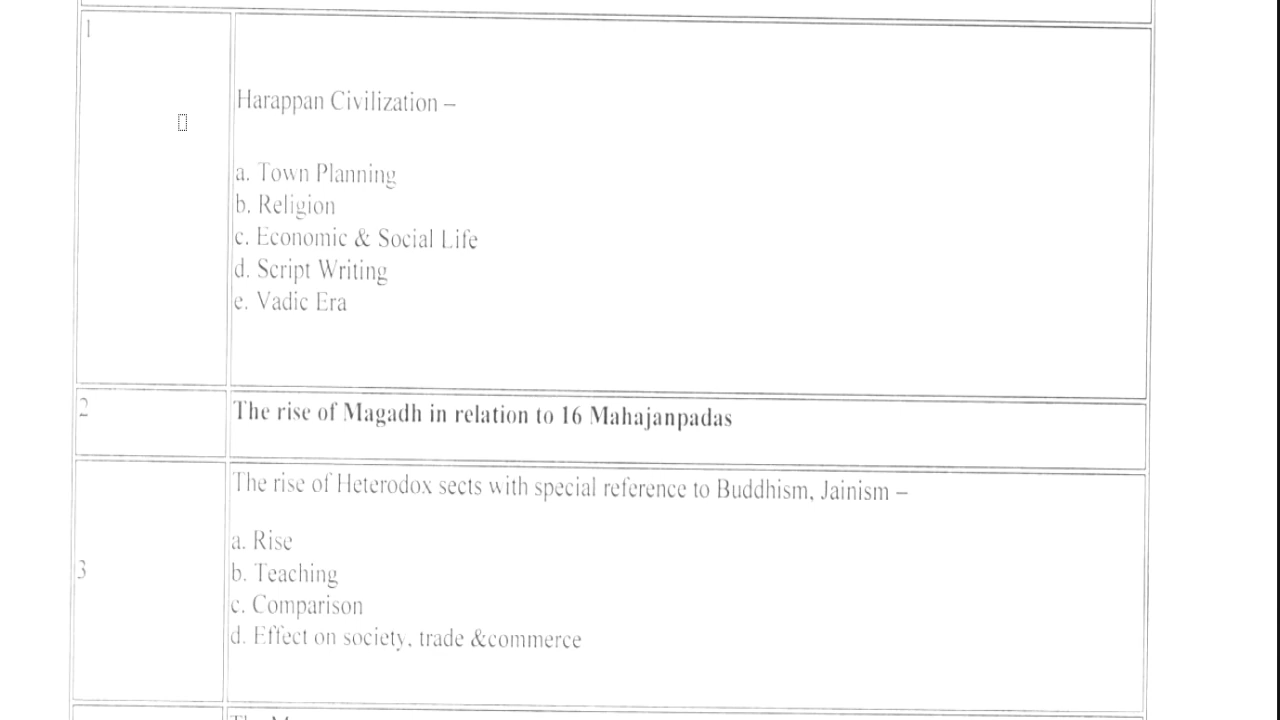 1
Harappan Civilization –
a. Town Planning
b. Religion
c. Economic & Social Life
d. Script Writing
e. Vadic Era
2
The rise of Magadh in relation to 16 Mahajanpadas
The rise of Heterodox sects with special reference to Buddhism, Jainism –
a. Rise
3
b. Teaching
c. Comparison
d. Effect on society, trade &commerce